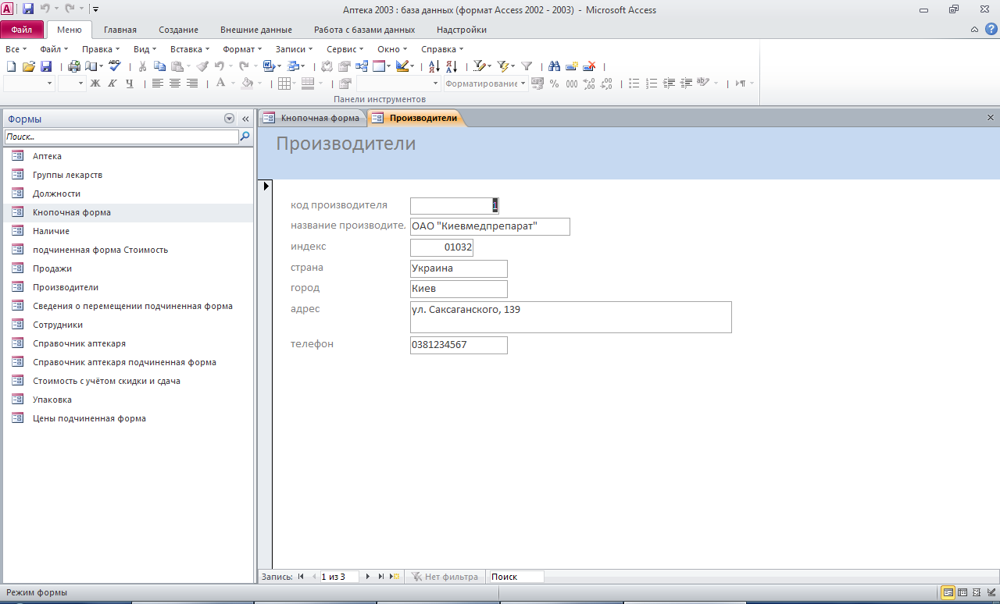 Аптека 2003 : база данных (формат Access 2002 - 2003) - Microsoft Access
Файл Меню Главная Создание Внешние данные Работа с базами данных Надстройки
Все Файл Правка Вид Вставка Формат Записи Сервис Окно Справка
Ж К Ч А Форматирование % 000
Панели инструментов
Формы
Поиск...
Аптека
Группы лекарств
Должности
Кнопочная форма
Наличие
подчиненная форма Стоимость
Продажи
Производители
Сведения о перемещении подчиненная форма
Сотрудники
Справочник аптекаря
Справочник аптекаря подчиненная форма
Стоимость с учётом скидки и сдача
Упаковка
Цены подчиненная форма
Кнопочная форма Производители
Производители
код производителя 1
название производител ОАО "Киевмедпрепарат"
индекс 01032
страна Украина
город Киев
адрес ул. Саксаганского, 139
телефон 0381234567
Запись: 1 из 3 Нет фильтра Поиск
Режим формы